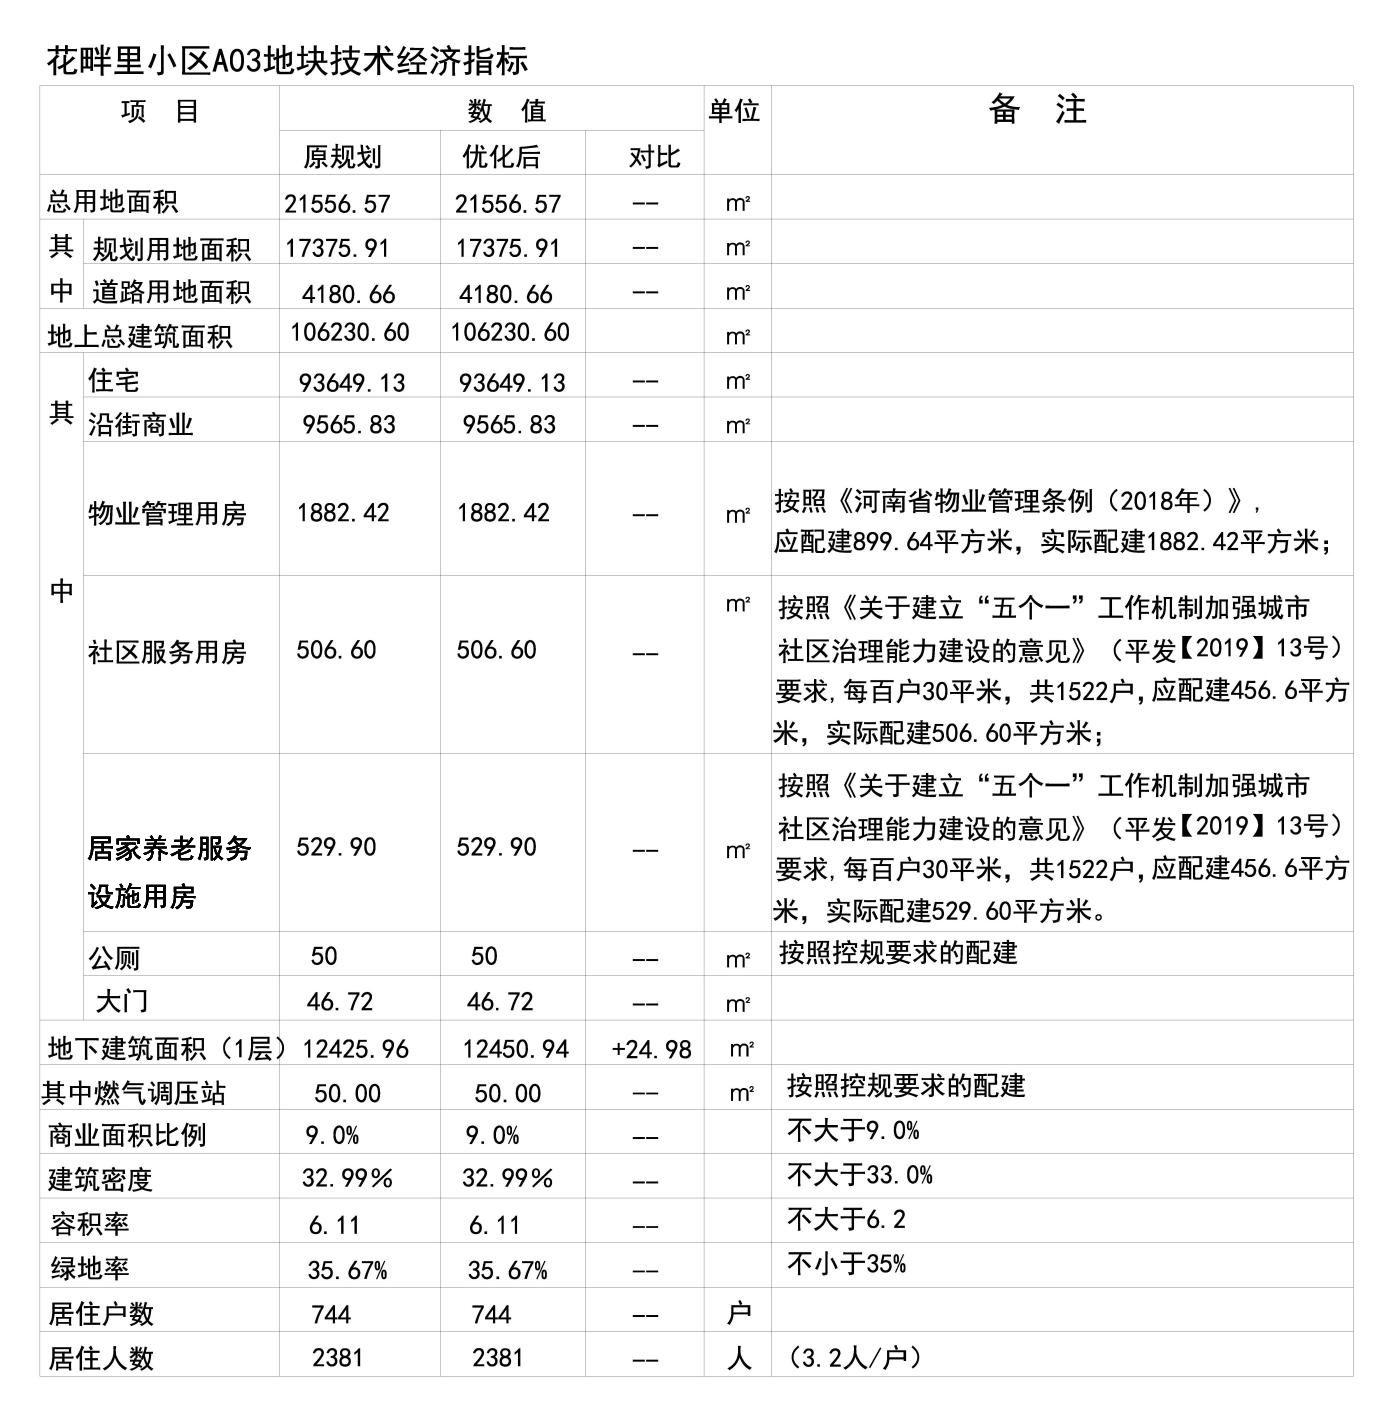 花畔里小区A03地块技术经济指标
项 目 数 值 单位 备 注
原规划 优化后 对比
总用地面积 21556.57 21556.57 —— ㎡
其 规划用地面积 17375.91 17375.91 —— ㎡
中 道路用地面积 4180.66 4180.66 —— ㎡
地上总建筑面积 106230.60 106230.60 ㎡
其
中
住宅 93649.13 93649.13 —— ㎡
沿街商业 9565.83 9565.83 —— ㎡
物业管理用房 1882.42 1882.42 —— ㎡
按照《河南省物业管理条例（2018年）》,
应配建899.64平方米，实际配建1882.42平方米；
社区服务用房 506.60 506.60 —— ㎡
按照《关于建立“五个一”工作机制加强城市
社区治理能力建设的意见》（平发【2019】13号）
要求,每百户30平米，共1522户,应配建456.6平方
米，实际配建506.60平方米；
居家养老服务
设施用房
529.90 529.90 —— ㎡
按照《关于建立“五个一”工作机制加强城市
社区治理能力建设的意见》（平发【2019】13号）
要求,每百户30平米，共1522户,应配建456.6平方
米，实际配建529.60平方米。
公厕 50 50 —— ㎡ 按照控规要求的配建
大门 46.72 46.72 —— ㎡
地下建筑面积（1层） 12425.96 12450.94 +24.98 ㎡
其中燃气调压站 50.00 50.00 —— ㎡ 按照控规要求的配建
商业面积比例 9.0% 9.0% —— 不大于9.0%
建筑密度 32.99% 32.99% —— 不大于33.0%
容积率 6.11 6.11 —— 不大于6.2
绿地率 35.67% 35.67% —— 不小于35%
居住户数 744 744 —— 户
居住人数 2381 2381 —— 人 （3.2人/户）